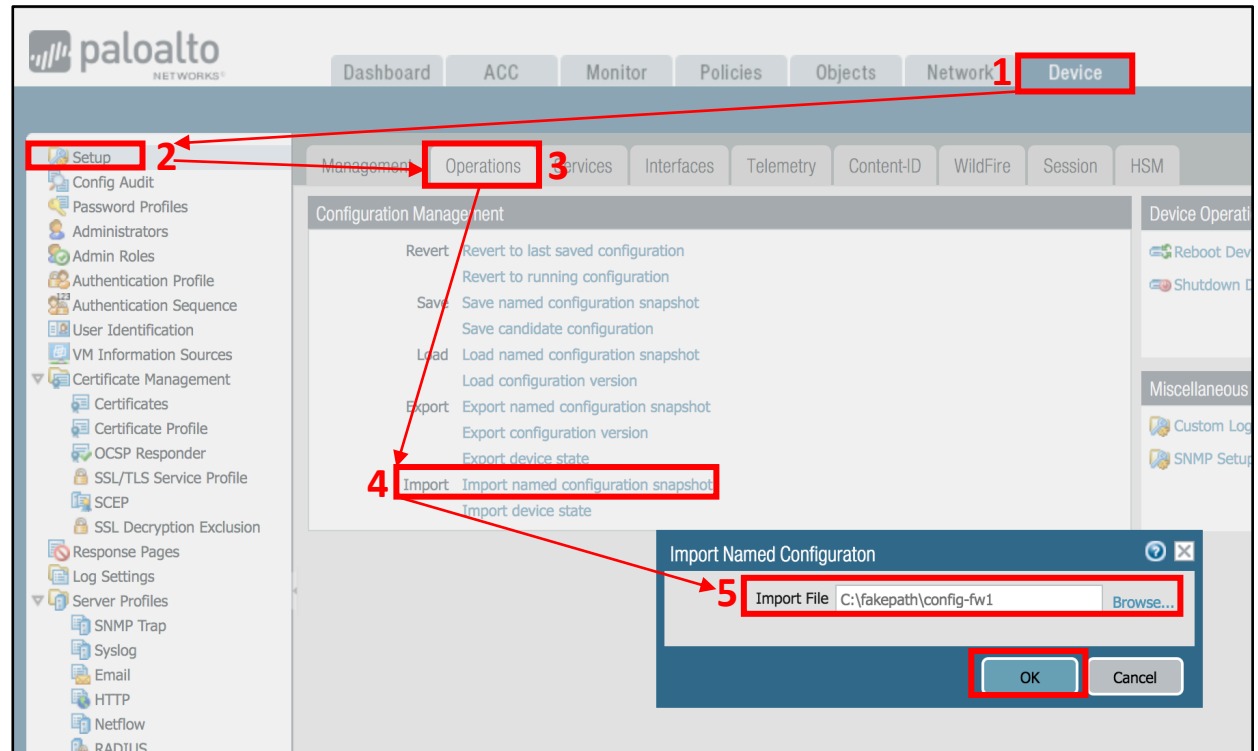 paloalto
NETWORKS®
Dashboard ACC Monitor Policies Objects Network 1 Device
Setup 2
Config Audit
Password Profiles
Administrators
Admin Roles
Authentication Profile
Authentication Sequence
User Identification
VM Information Sources
Certificate Management
Certificates
Certificate Profile
OCSP Responder
SSL/TLS Service Profile
SCEP
SSL Decryption Exclusion
Response Pages
Log Settings
Server Profiles
SNMP Trap
Syslog
Email
HTTP
Netflow
RADIUS
Management Operations 3 Services Interfaces Telemetry Content-ID WildFire Session HSM
Configuration Management
Revert Revert to last saved configuration
Revert to running configuration
Save Save named configuration snapshot
Save candidate configuration
Load Load named configuration snapshot
Load configuration version
Export Export named configuration snapshot
Export configuration version
Export device state
4 Import Import named configuration snapshot
Import device state
Device Operati
Reboot Dev
Shutdown D
Miscellaneous
Custom Log
SNMP Setup
Import Named Configuraton
5 Import File C:\fakepath\config-fw1 Browse...
OK Cancel